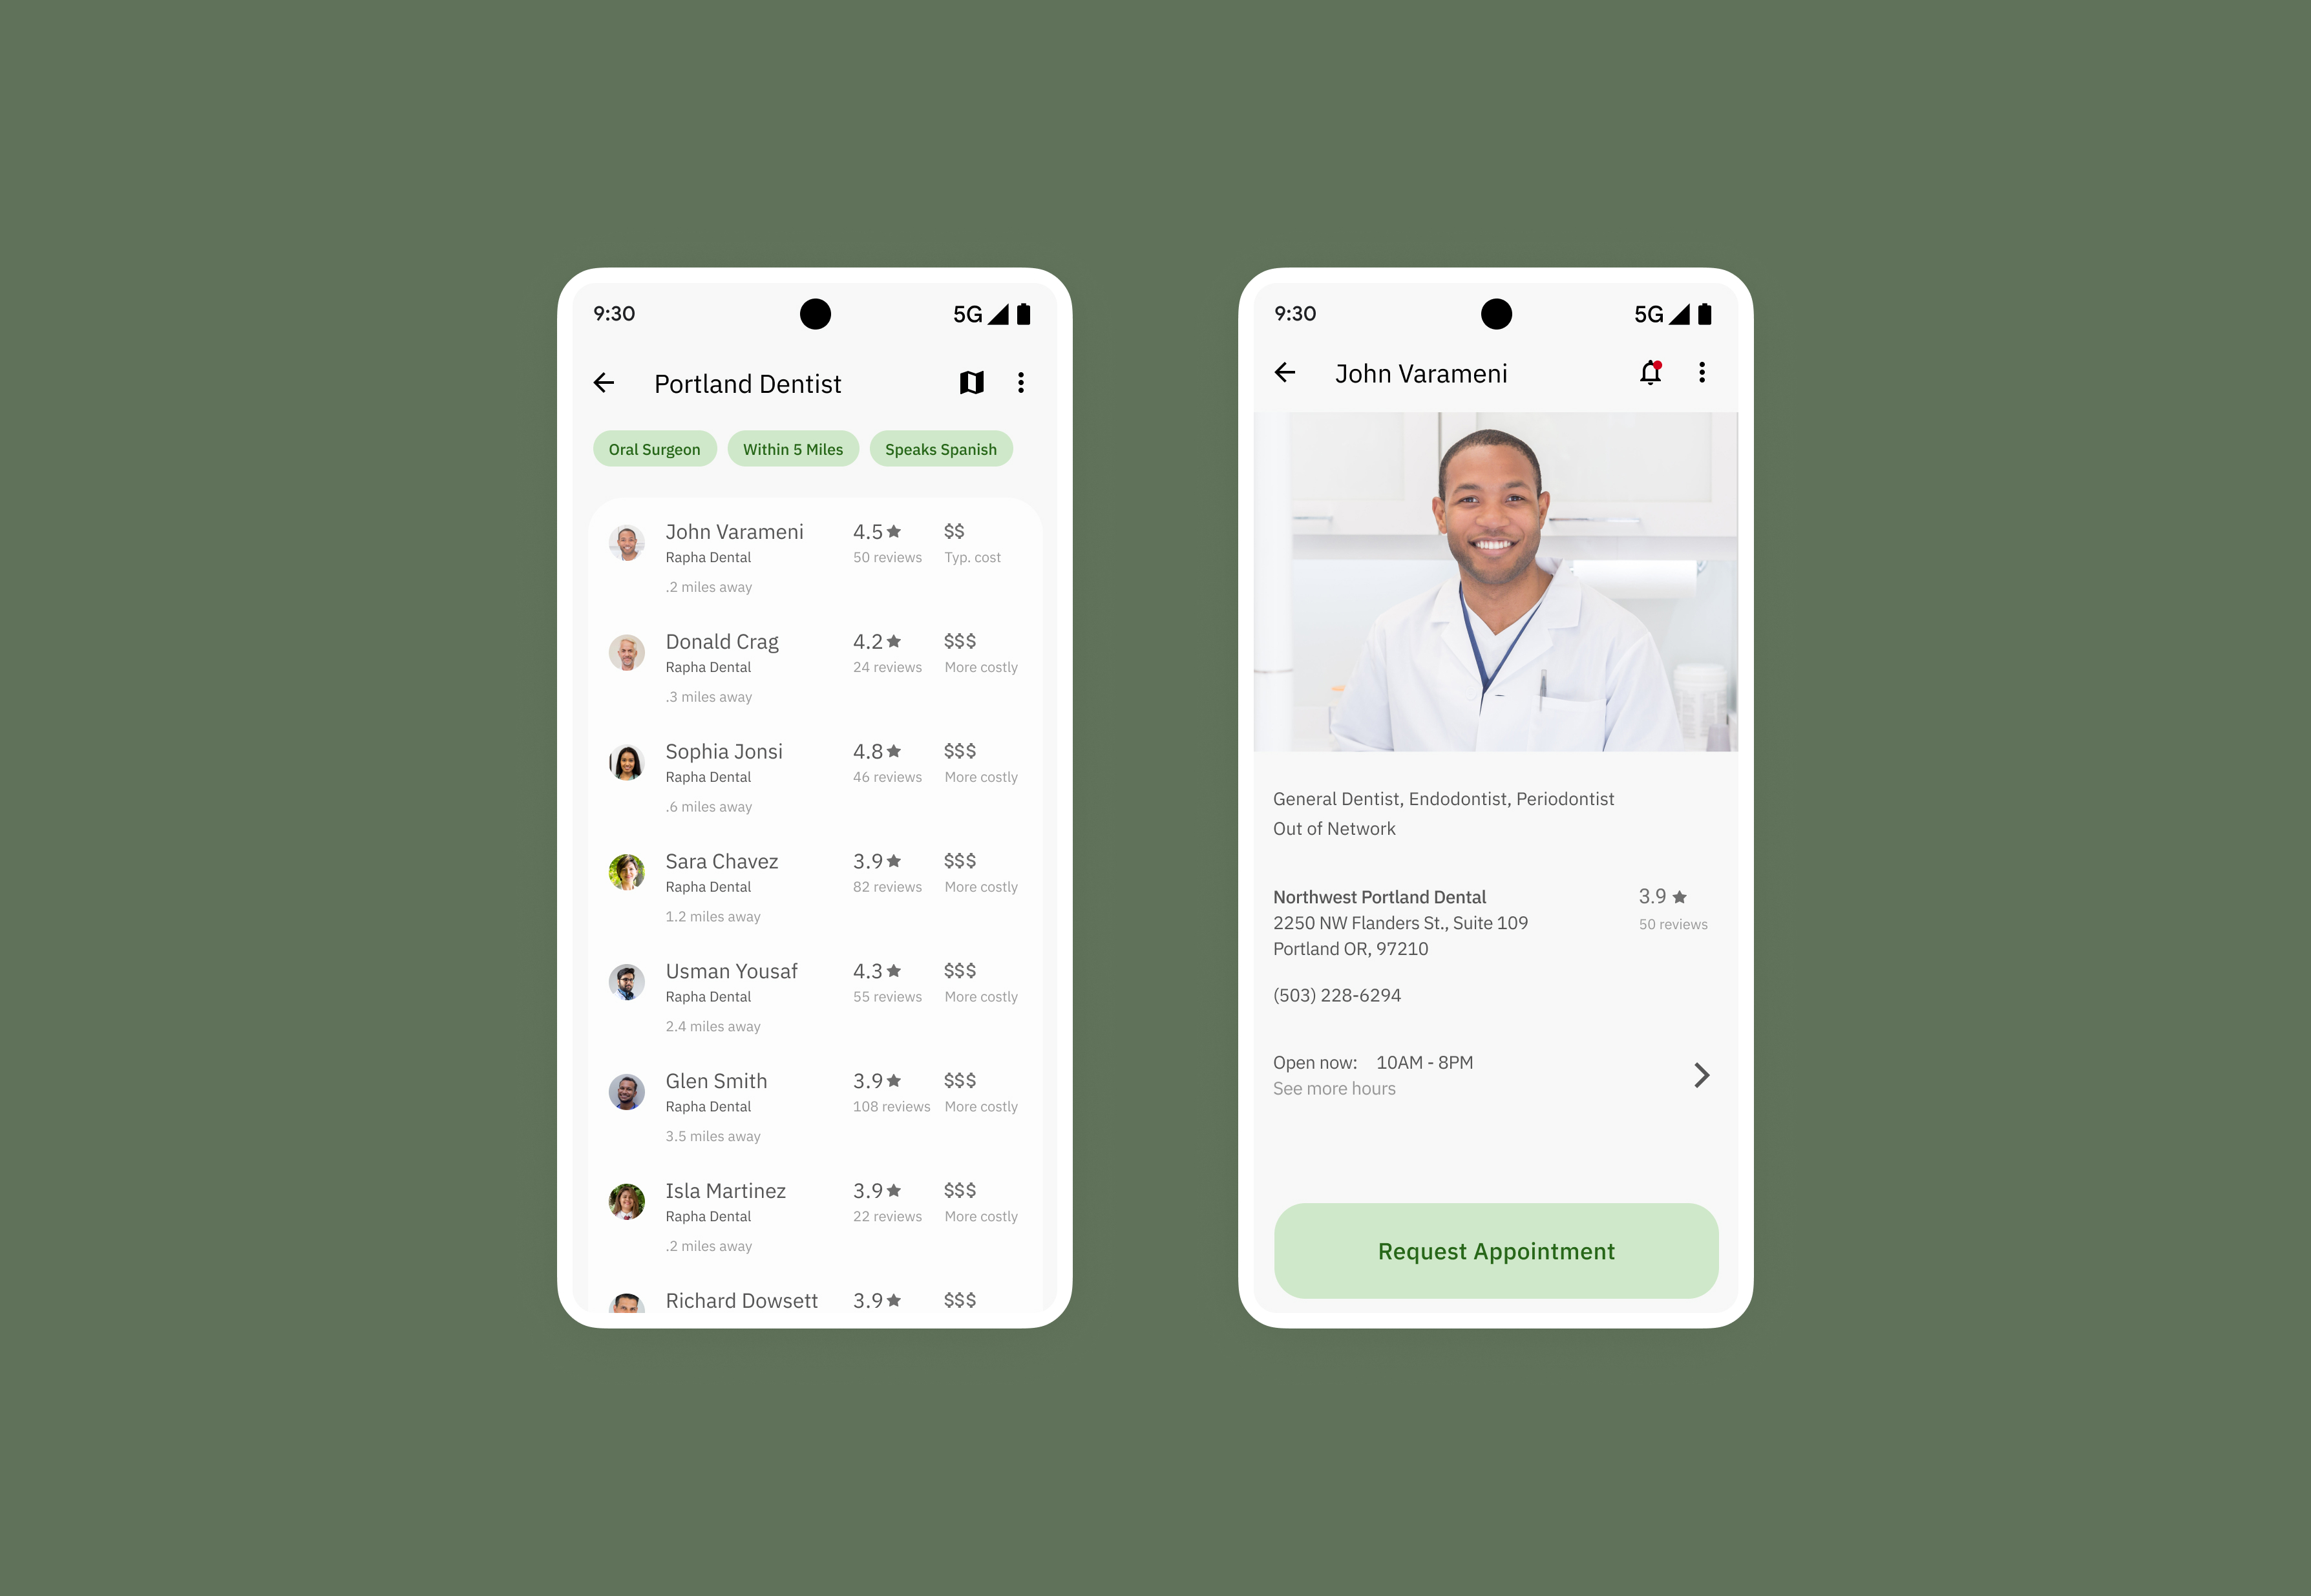 9:30
5G
Portland Dentist
Oral Surgeon
Within 5 Miles
Speaks Spanish
John Varameni
4.5
$$
Rapha Dental
50 reviews
Typ. cost
.2 miles away
Donald Crag
4.2
$$$
Rapha Dental
24 reviews
More costly
.3 miles away
Sophia Jonsi
4.8
$$$
Rapha Dental
46 reviews
More costly
.6 miles away
Sara Chavez
3.9
$$$
Rapha Dental
82 reviews
More costly
1.2 miles away
Usman Yousaf
4.3
$$$
Rapha Dental
55 reviews
More costly
2.4 miles away
Glen Smith
3.9
$$$
Rapha Dental
108 reviews
More costly
3.5 miles away
Isla Martinez
3.9
$$$
Rapha Dental
22 reviews
More costly
.2 miles away
Richard Dowsett
3.9
$$$
9:30
5G
John Varameni
General Dentist, Endodontist, Periodontist
Out of Network
Northwest Portland Dental
3.9
2250 NW Flanders St., Suite 109
50 reviews
Portland OR, 97210
(503) 228-6294
Open now: 10AM - 8PM
See more hours
Request Appointment